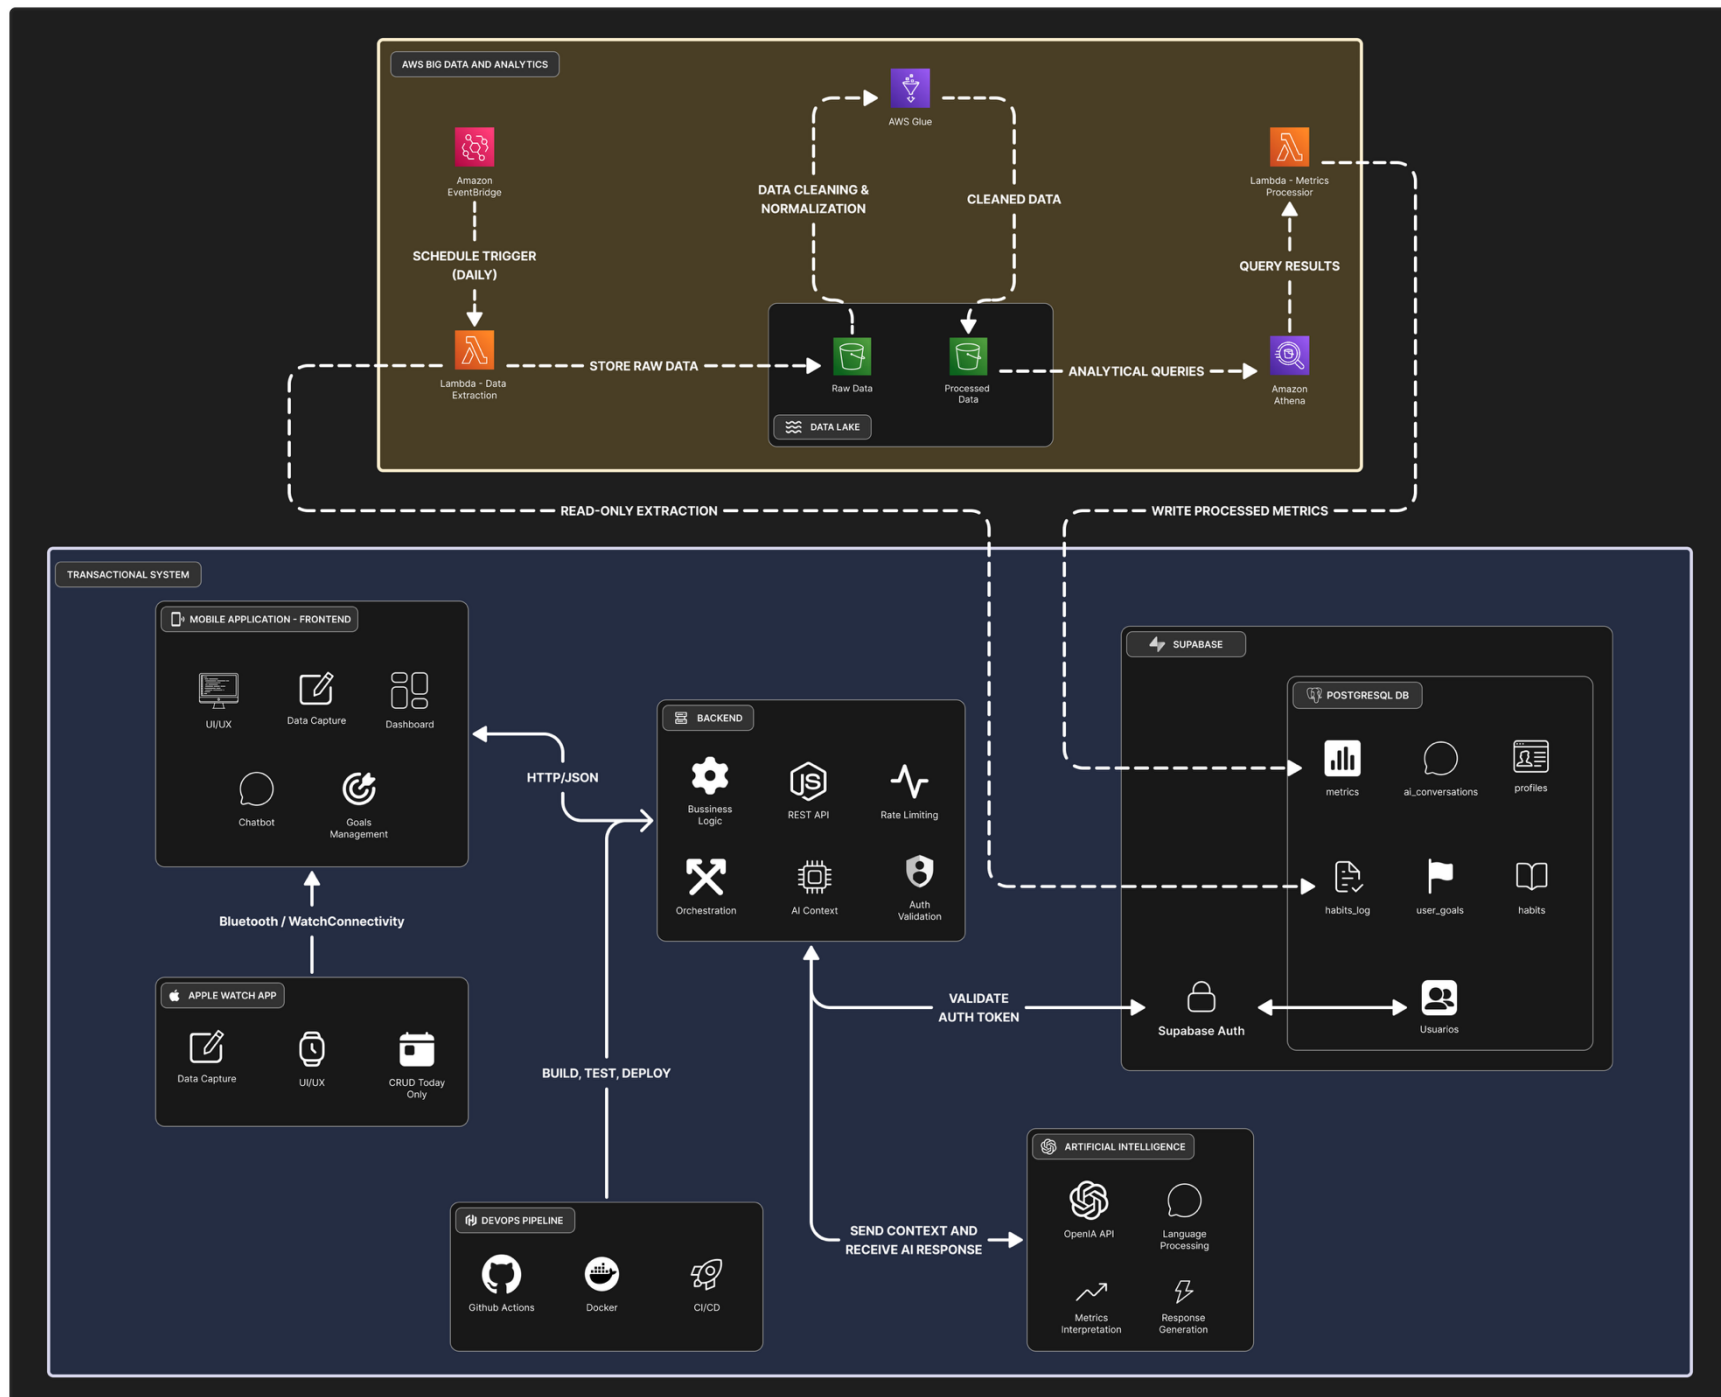 AWS BIG DATA AND ANALYTICS
AWS Glue
Amazon
EventBridge
Lambda - Metrics
Processior
DATA CLEANING &
NORMALIZATION
CLEANED DATA
SCHEDULE TRIGGER
(DAILY)
QUERY RESULTS
STORE RAW DATA
ANALYTICAL QUERIES
Lambda - Data
Extraction
Raw Data
Processed
Data
Amazon
Athena
DATA LAKE
READ-ONLY EXTRACTION
WRITE PROCESSED METRICS
TRANSACTIONAL SYSTEM
MOBILE APPLICATION - FRONTEND
UI/UX
Data Capture
Dashboard
Chatbot
Goals
Management
HTTP/JSON
BACKEND
Bussiness
Logic
REST API
Rate Limiting
Orchestration
AI Context
Auth
Validation
SUPABASE
POSTGRESQL DB
metrics
ai_conversations
profiles
habits_log
user_goals
habits
Supabase Auth
Usuarios
VALIDATE
AUTH TOKEN
Bluetooth / WatchConnectivity
APPLE WATCH APP
Data Capture
UI/UX
CRUD Today
Only
BUILD, TEST, DEPLOY
DEVOPS PIPELINE
Github Actions
Docker
CI/CD
SEND CONTEXT AND
RECEIVE AI RESPONSE
ARTIFICIAL INTELLIGENCE
OpenIA API
Language
Processing
Metrics
Interpretation
Response
Generation